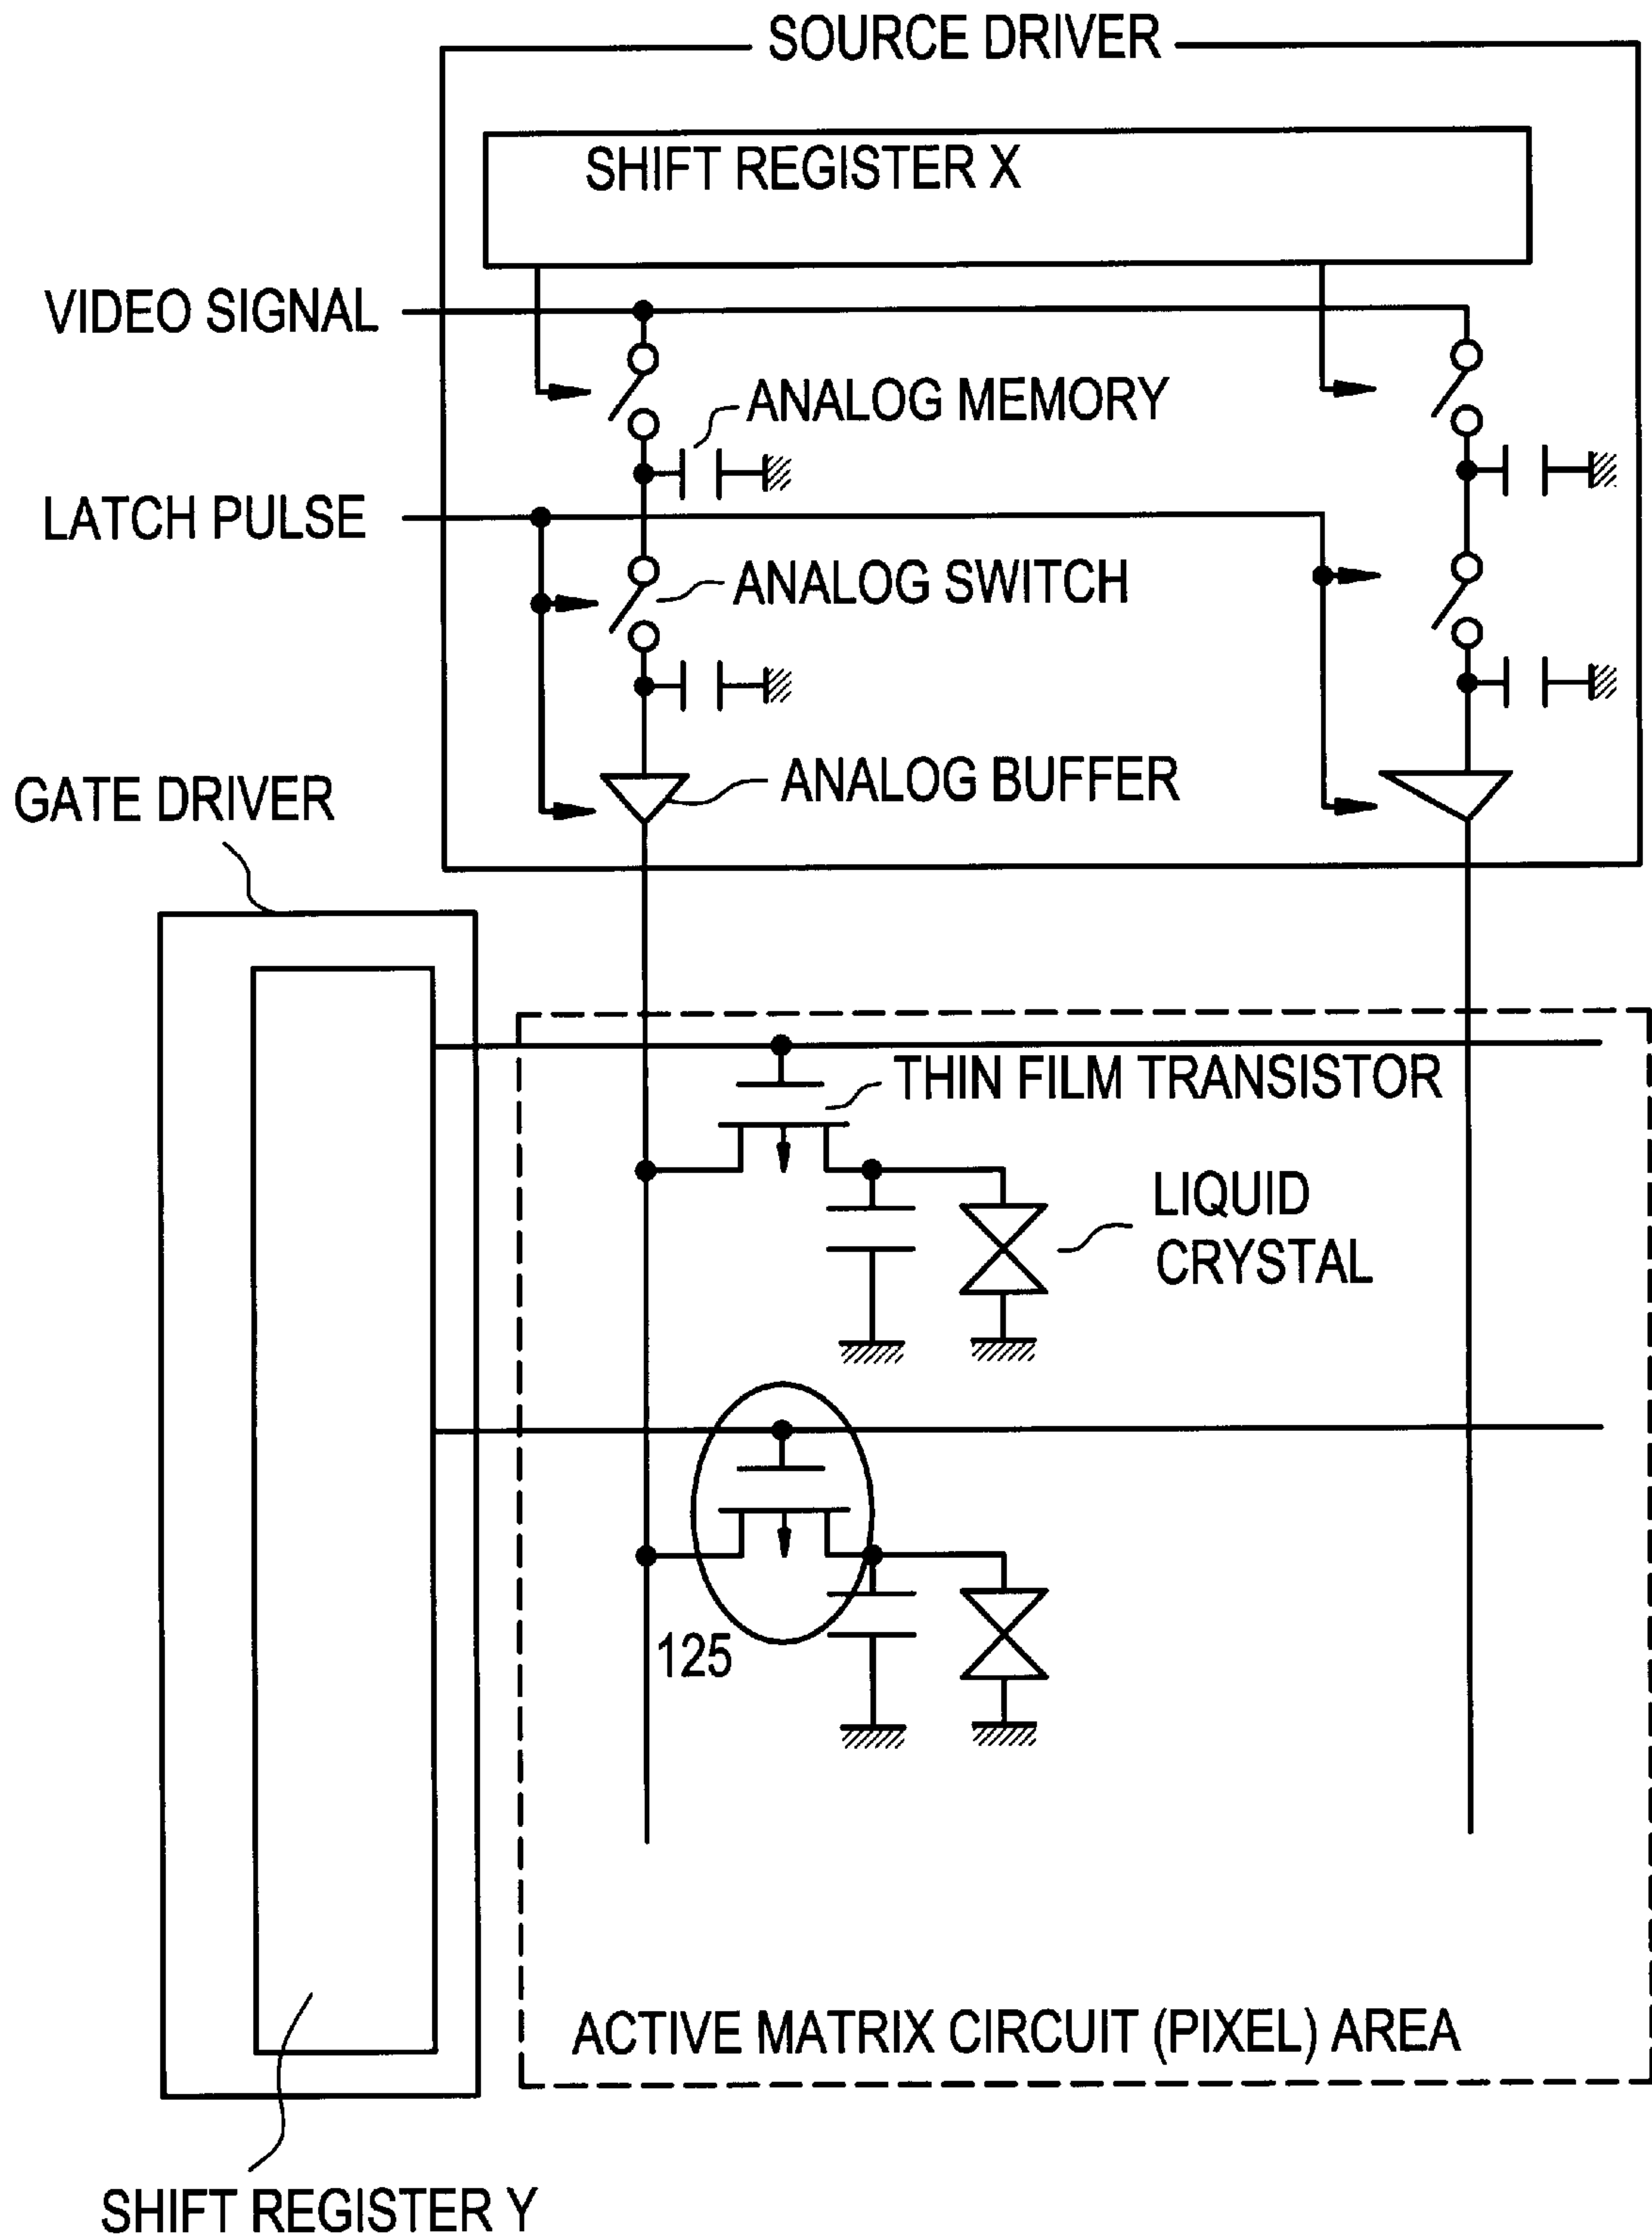 SOURCE DRIVER
SHIFT REGISTER X
VIDEO SIGNAL
ANALOG MEMORY
LATCH PULSE
ANALOG SWITCH
ANALOG BUFFER
GATE DRIVER
THIN FILM TRANSISTOR
LIQUID
CRYSTAL
125
ACTIVE MATRIX CIRCUIT (PIXEL) AREA
SHIFT REGISTER Y